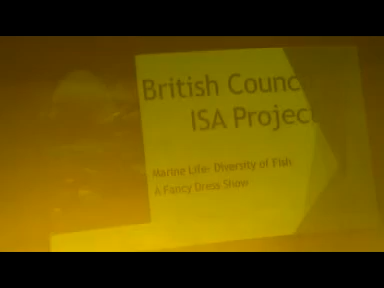 British Counc
ISA Projec
Marine Life: Diversity of Fish
A Fancy Dress Show